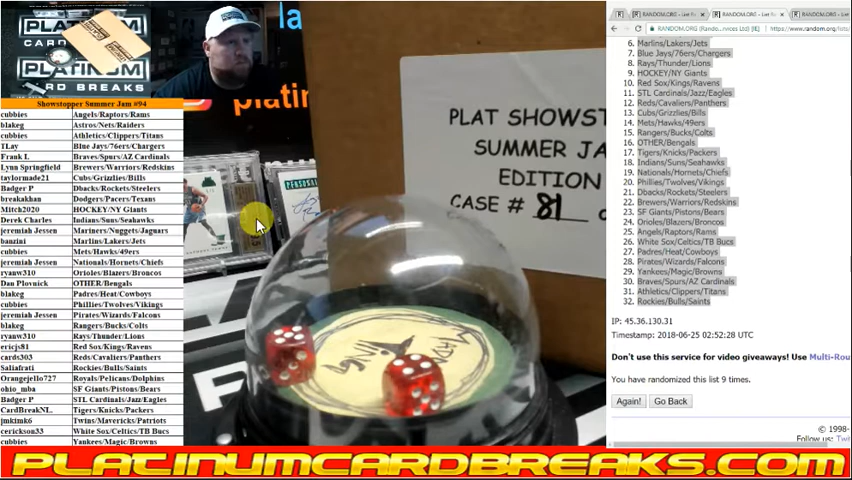 PLATINUM
CARD BREAKS
PLATINUM
CARD BREAKS
Showstopper Summer Jam #94
cubbies Angels/Raptors/Rams
blakeg Astros/Nets/Raiders
cubbies Athletics/Clippers/Titans
TLay Blue Jays/76ers/Chargers
Frank L Braves/Spurs/AZ Cardinals
Lynn Springfield Brewers/Warriors/Redskins
taylormade21 Cubs/Grizzlies/Bills
Badger P Dbacks/Rockets/Steelers
breakahan Dodgers/Pacers/Texans
Mitch2020 HOCKEY/NY Giants
Derek Charles Indians/Suns/Seahawks
jeremiah Jessen Mariners/Nuggets/Jaguars
banzini Marlins/Lakers/Jets
cubbies Mets/Hawks/49ers
jeremiah Jessen Nationals/Hornets/Chiefs
ryanw310 Orioles/Blazers/Broncos
Dan Plovnick OTHER/Bengals
blakeg Padres/Heat/Cowboys
cubbies Phillies/Twolves/Vikings
jeremiah Jessen Pirates/Wizards/Falcons
blakeg Rangers/Bucks/Colts
ryanw310 Rays/Thunder/Lions
ericjs81 Red Sox/Kings/Ravens
cards303 Reds/Cavaliers/Panthers
Saliafrati Rockies/Bulls/Saints
Orangejello727 Royals/Pelicans/Dolphins
ohio_mba SF Giants/Pistons/Bears
Badger P STL Cardinals/Jazz/Eagles
CardBreakNL Tigers/Knicks/Packers
jmkimk6 Twins/Mavericks/Patriots
cerickson33 White Sox/Celtics/TB Bucs
cubbies Yankees/Magic/Browns
platin
PLAT SHOWST
SUMMER JA
EDITION
CASE # 81 o
6. Marlins/Lakers/Jets
7. Blue Jays/76ers/Chargers
8. Rays/Thunder/Lions
9. HOCKEY/NY Giants
10. Red Sox/Kings/Ravens
11. STL Cardinals/Jazz/Eagles
12. Reds/Cavaliers/Panthers
13. Cubs/Grizzlies/Bills
14. Mets/Hawks/49ers
15. Rangers/Bucks/Colts
16. OTHER/Bengals
17. Tigers/Knicks/Packers
18. Indians/Suns/Seahawks
19. Nationals/Hornets/Chiefs
20. Phillies/Twolves/Vikings
21. Dbacks/Rockets/Steelers
22. Brewers/Warriors/Redskins
23. SF Giants/Pistons/Bears
24. Orioles/Blazers/Broncos
25. Angels/Raptors/Rams
26. White Sox/Celtics/TB Bucs
27. Padres/Heat/Cowboys
28. Pirates/Wizards/Falcons
29. Yankees/Magic/Browns
30. Braves/Spurs/AZ Cardinals
31. Athletics/Clippers/Titans
32. Rockies/Bulls/Saints
IP: 45.36.130.31
Timestamp: 2018-06-25 02:52:28 UTC
Don't use this service for video giveaways! Use Multi-Rou
You have randomized this list 9 times.
Again! Go Back
© 1998-
Follow us: Twi
PLATINUMCARDBREAKS.COM